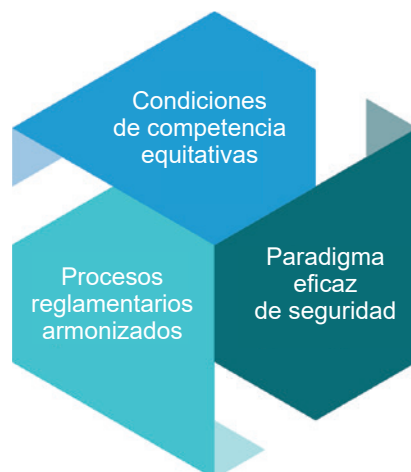 Condiciones
de competencia
equitativas
Procesos
reglamentarios
armonizados
Paradigma
eficaz
de seguridad